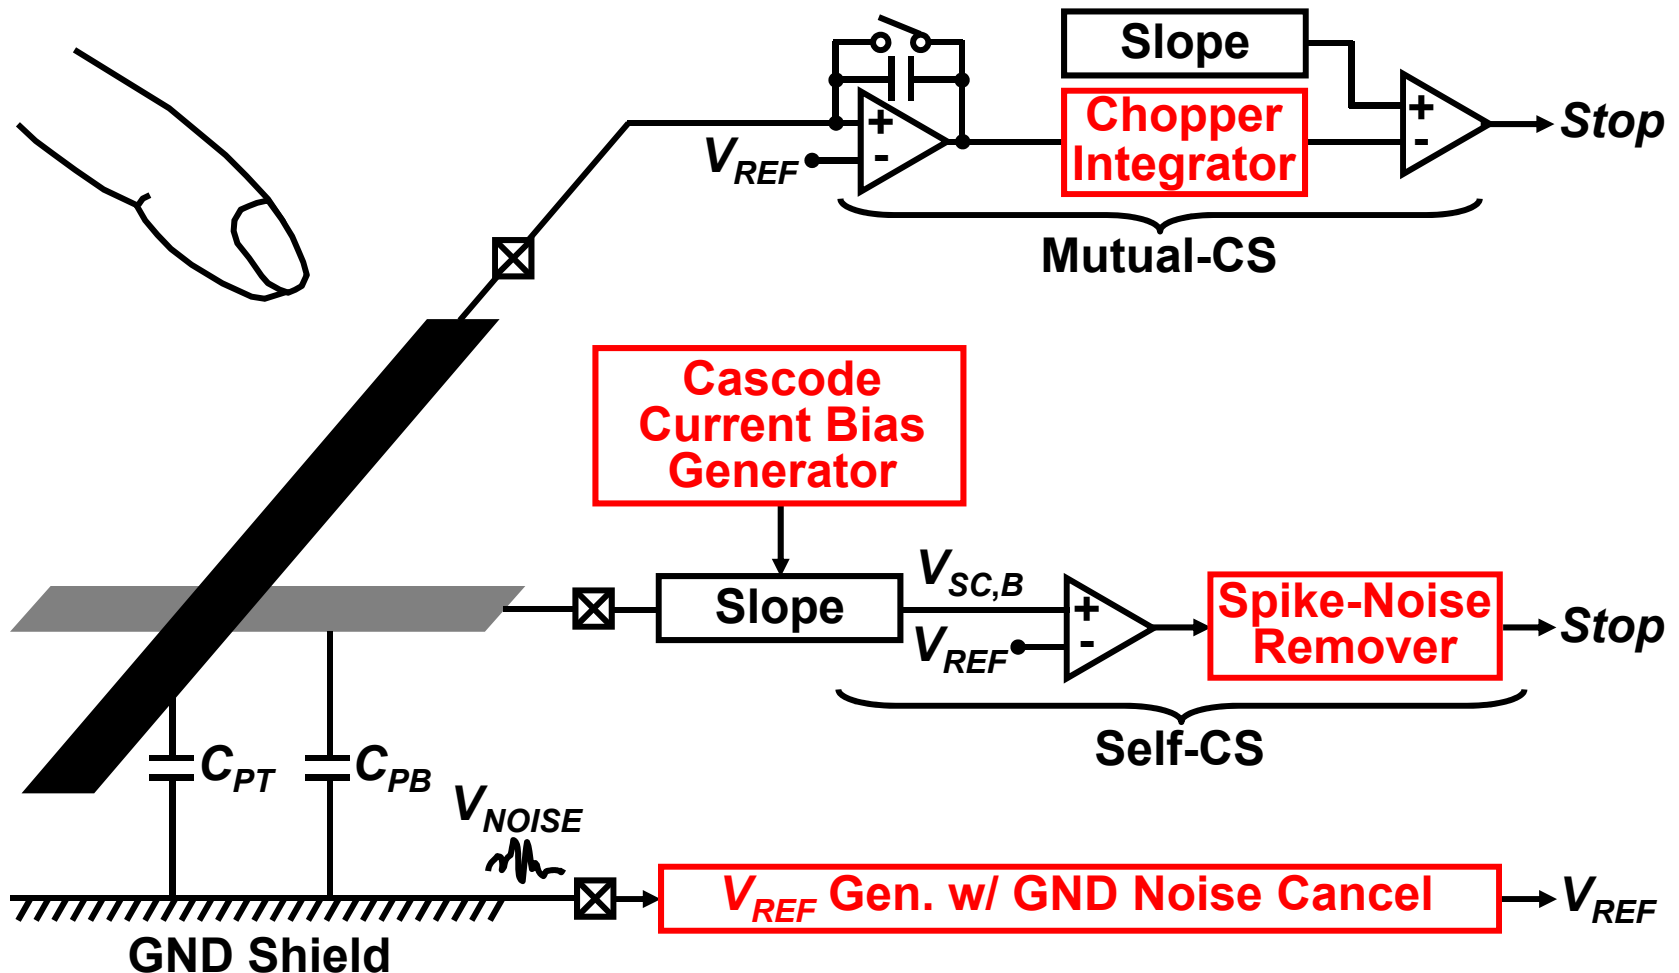 Slope
+
-
Stop
Chopper
Integrator
+
-
V_REF
Mutual-CS
Cascade
Current Bias
Generator
V_SC,B
Slope
+
-
V_REF
Spike-Noise
Remover
Stop
Self-CS
C_PT
C_PB
V_NOISE
V_REF Gen. w/ GND Noise Cancel
V_REF
GND Shield